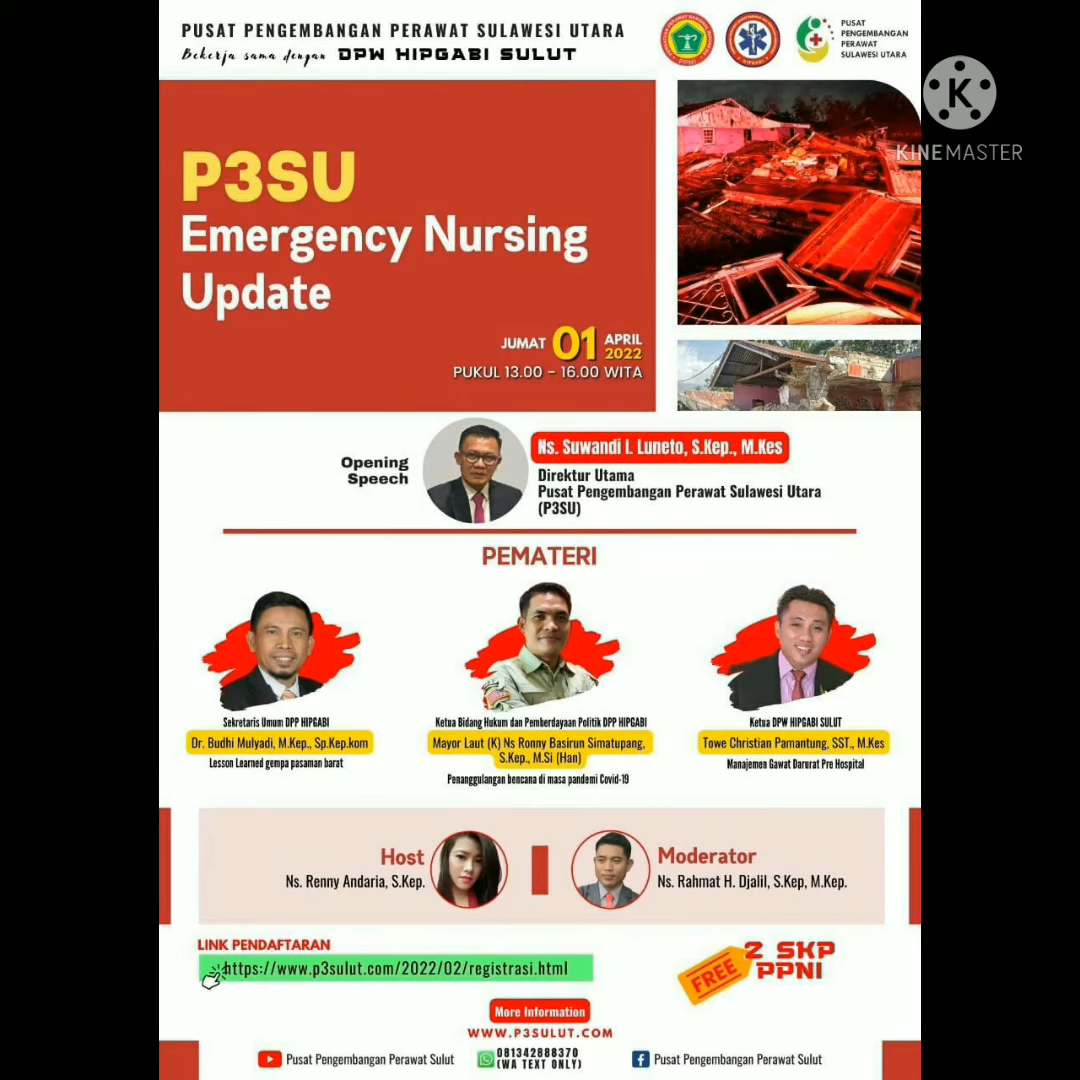 PUSAT PENGEMBANGAN PERAWAT SULAWESI UTARA
Bekerja sama dengan DPW HIPGABI SULUT
PPNI
HIPGABI
PUSAT
PENGEMBANGAN
PERAWAT
SULAWESI UTARA
K
KINEMASTER
P3SU
Emergency Nursing
Update
JUMAT 01 APRIL 2022
PUKUL 13.00 - 16.00 WITA
Opening
Speech
Ns. Suwandi I. Luneto, S.Kep., M.Kes
Direktur Utama
Pusat Pengembangan Perawat Sulawesi Utara
(P3SU)
PEMATERI
Sekretaris Umum DPP HIPGABI
Dr. Budhi Mulyadi, M.Kep., Sp.Kep.kom
Lesson Learned gempa pasaman barat
Ketua Bidang Hukum dan Pemberdayaan Politik DPP HIPGABI
Mayor Laut (K) Ns Ronny Basirun Simatupang,
S.Kep., M.Si (Han)
Penanggulangan bencana di masa pandemi Covid-19
Ketua DPW HIPGABI SULUT
Towe Christian Pamantung, SST., M.Kes
Manajemen Gawat Darurat Pre Hospital
Host
Ns. Renny Andaria, S.Kep.
Moderator
Ns. Rahmat H. Djalil, S.Kep, M.Kep.
LINK PENDAFTARAN
https://www.p3sulut.com/2022/02/registrasi.html
FREE
2 SKP
PPNI
More Information
WWW.P3SULUT.COM
Pusat Pengembangan Perawat Sulut
081342888370
(WA TEXT ONLY)
Pusat Pengembangan Perawat Sulut